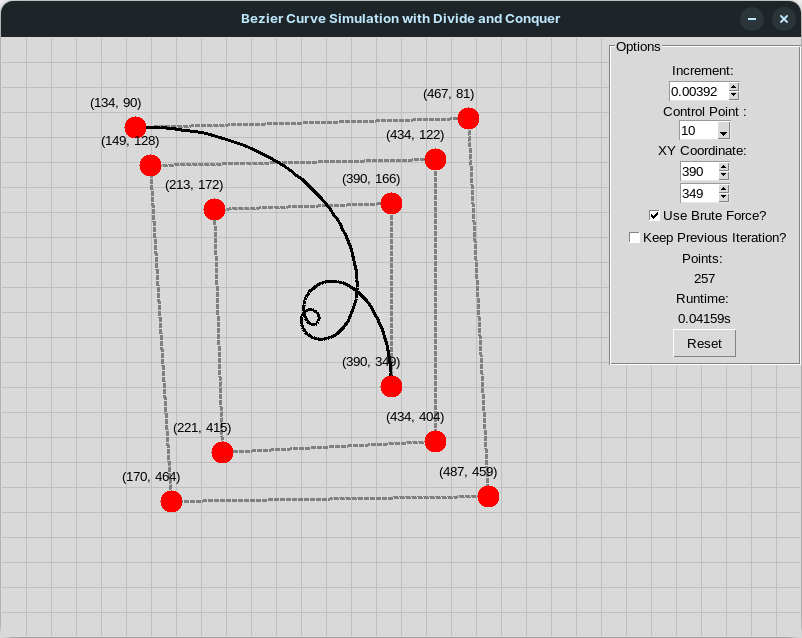 Bezier Curve Simulation with Divide and Conquer
Options
Increment:
0.00392
Control Point :
10
XY Coordinate:
390
349
Use Brute Force?
Keep Previous Iteration?
Points:
257
Runtime:
0.04159s
Reset
(467, 81)
(134, 90)
(434, 122)
(149, 128)
(390, 166)
(213, 172)
(390, 349)
(434, 404)
(221, 415)
(487, 459)
(170, 464)